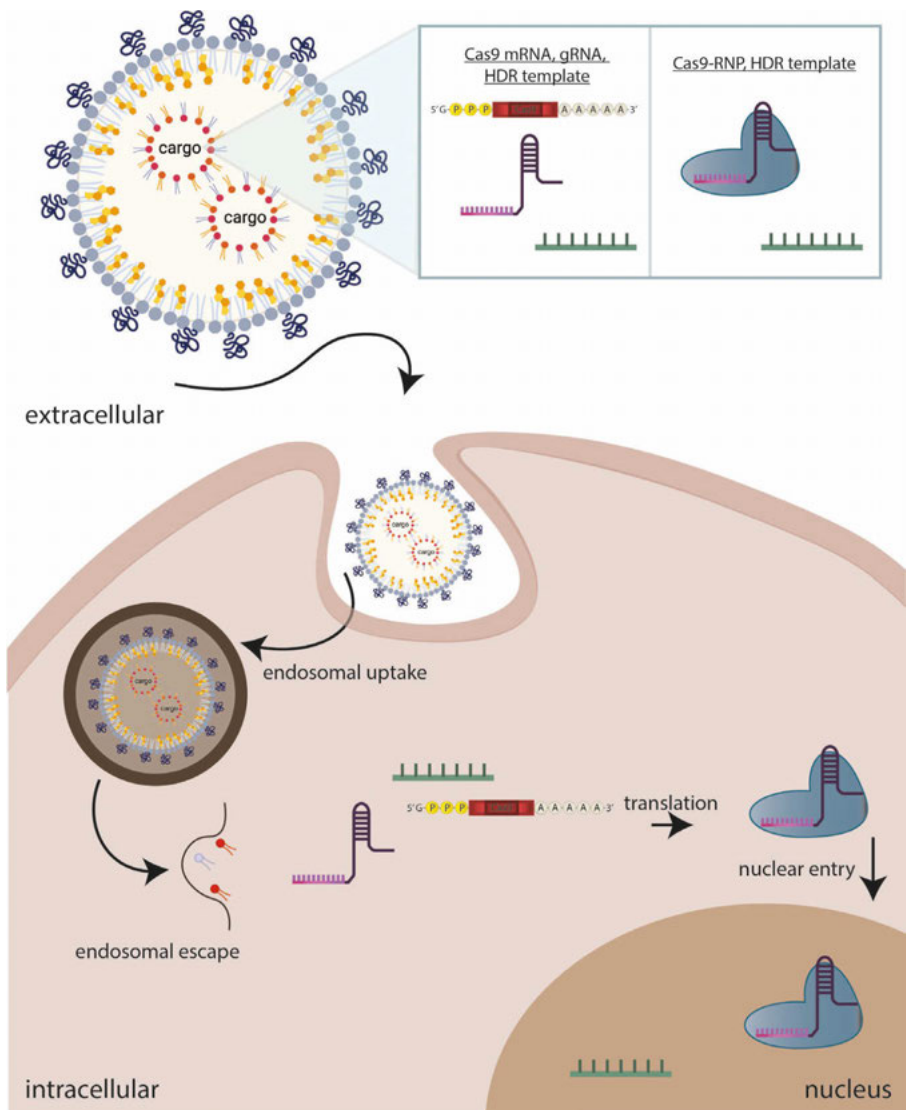 Cas9 mRNA, gRNA,
HDR template
Cas9-RNP, HDR template
5'G P P P A A A A A 3'
cargo
cargo
extracellular
cargo
cargo
endosomal uptake
cargo
cargo
5'G P P P A A A A A 3'
translation
nuclear entry
endosomal escape
intracellular
nucleus